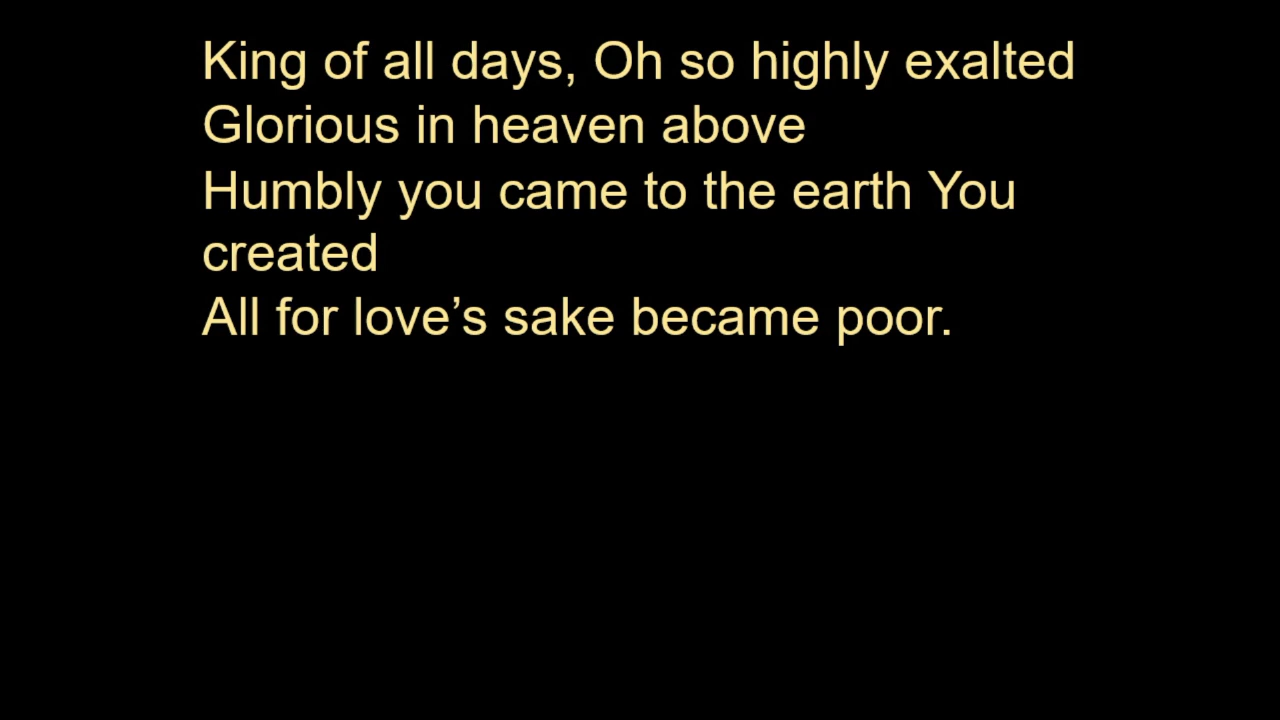 King of all days, Oh so highly exalted
Glorious in heaven above
Humbly you came to the earth You
created
All for love’s sake became poor.